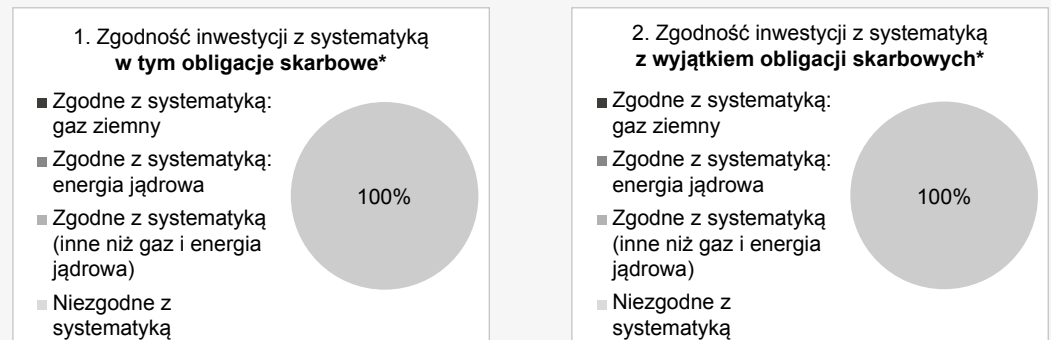 1. Zgodność inwestycji z systematyką
w tym obligacje skarbowe*
Zgodne z systematyką:
gaz ziemny
Zgodne z systematyką:
energia jądrowa
Zgodne z systematyką
(inne niż gaz i energia
jądrowa)
Niezgodne z
systematyką
100%
2. Zgodność inwestycji z systematyką
z wyjątkiem obligacji skarbowych*
Zgodne z systematyką:
gaz ziemny
Zgodne z systematyką:
energia jądrowa
Zgodne z systematyką
(inne niż gaz i energia
jądrowa)
Niezgodne z
systematyką
100%